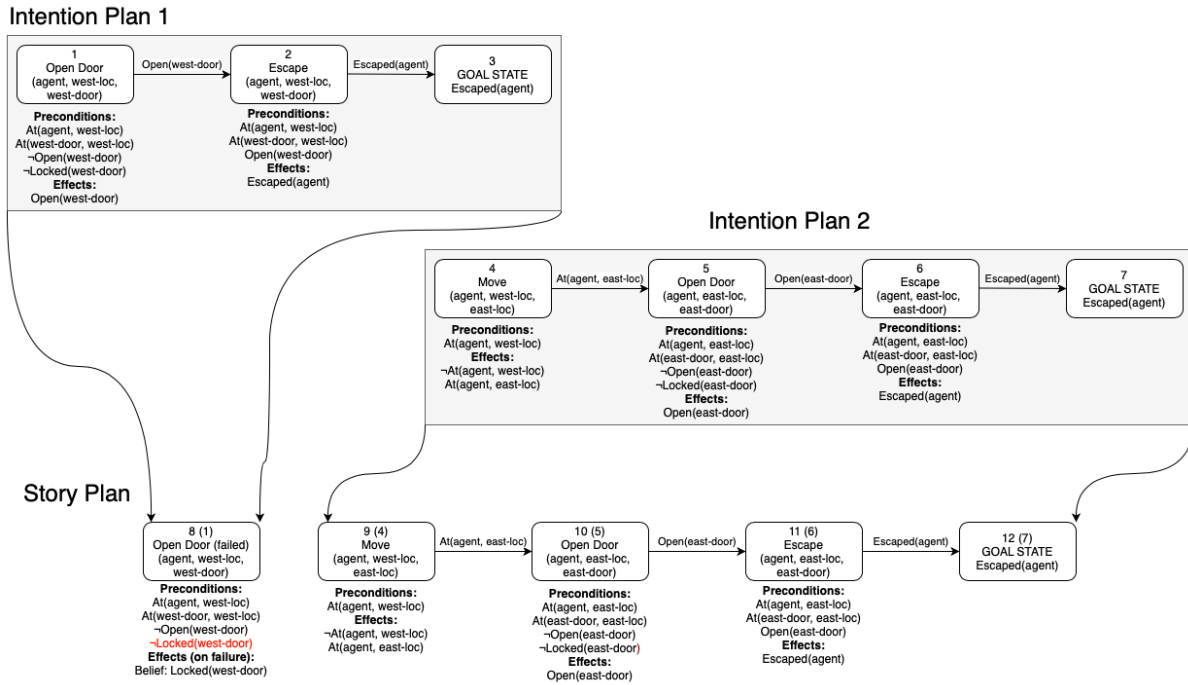 Intention Plan 1
1
Open Door
(agent, west-loc,
west-door)
Open(west-door)
2
Escape
(agent, west-loc,
west-door)
Escaped(agent)
3
GOAL STATE
Escaped(agent)
Preconditions:
At(agent, west-loc)
At(west-door, west-loc)
¬Open(west-door)
¬Locked(west-door)
Effects:
Open(west-door)
Preconditions:
At(agent, west-loc)
At(west-door, west-loc)
Open(west-door)
Effects:
Escaped(agent)
Intention Plan 2
4
Move
(agent, west-loc,
east-loc)
At(agent, east-loc)
5
Open Door
(agent, east-loc,
east-door)
Open(east-door)
6
Escape
(agent, east-loc,
east-door)
Escaped(agent)
7
GOAL STATE
Escaped(agent)
Preconditions:
At(agent, west-loc)
Effects:
¬At(agent, west-loc)
At(agent, east-loc)
Preconditions:
At(agent, east-loc)
At(east-door, east-loc)
¬Open(east-door)
¬Locked(east-door)
Effects:
Open(east-door)
Preconditions:
At(agent, east-loc)
At(east-door, east-loc)
Open(east-door)
Effects:
Escaped(agent)
Story Plan
8 (1)
Open Door (failed)
(agent, west-loc,
west-door)
9 (4)
Move
(agent, west-loc,
east-loc)
At(agent, east-loc)
10 (5)
Open Door
(agent, east-loc,
east-door)
Open(east-door)
11 (6)
Escape
(agent, east-loc,
east-door)
Escaped(agent)
12 (7)
GOAL STATE
Escaped(agent)
Preconditions:
At(agent, west-loc)
At(west-door, west-loc)
¬Open(west-door)
¬Locked(west-door)
Effects (on failure):
Belief: Locked(west-door)
Preconditions:
At(agent, west-loc)
Effects:
¬At(agent, west-loc)
At(agent, east-loc)
Preconditions:
At(agent, east-loc)
At(east-door, east-loc)
¬Open(east-door)
¬Locked(east-door)
Effects:
Open(east-door)
Preconditions:
At(agent, east-loc)
At(east-door, east-loc)
Open(east-door)
Effects:
Escaped(agent)